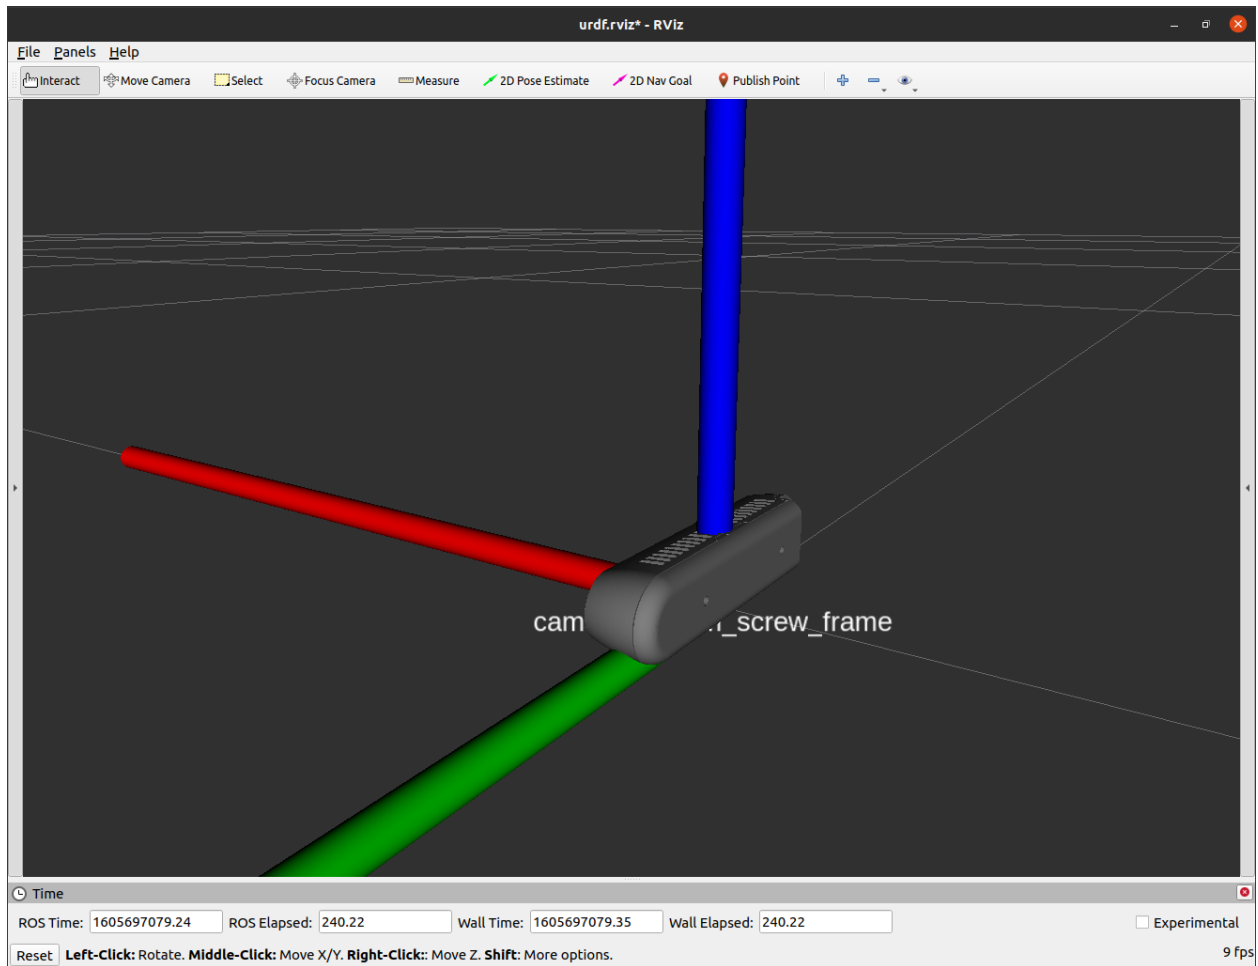 urdf.rviz* - RViz
File Panels Help
Interact Move Camera Select Focus Camera Measure 2D Pose Estimate 2D Nav Goal Publish Point
cam n_screw_frame
Time
ROS Time: 1605697079.24 ROS Elapsed: 240.22 Wall Time: 1605697079.35 Wall Elapsed: 240.22 Experimental
Reset Left-Click: Rotate. Middle-Click: Move X/Y. Right-Click:: Move Z. Shift: More options. 9 fps